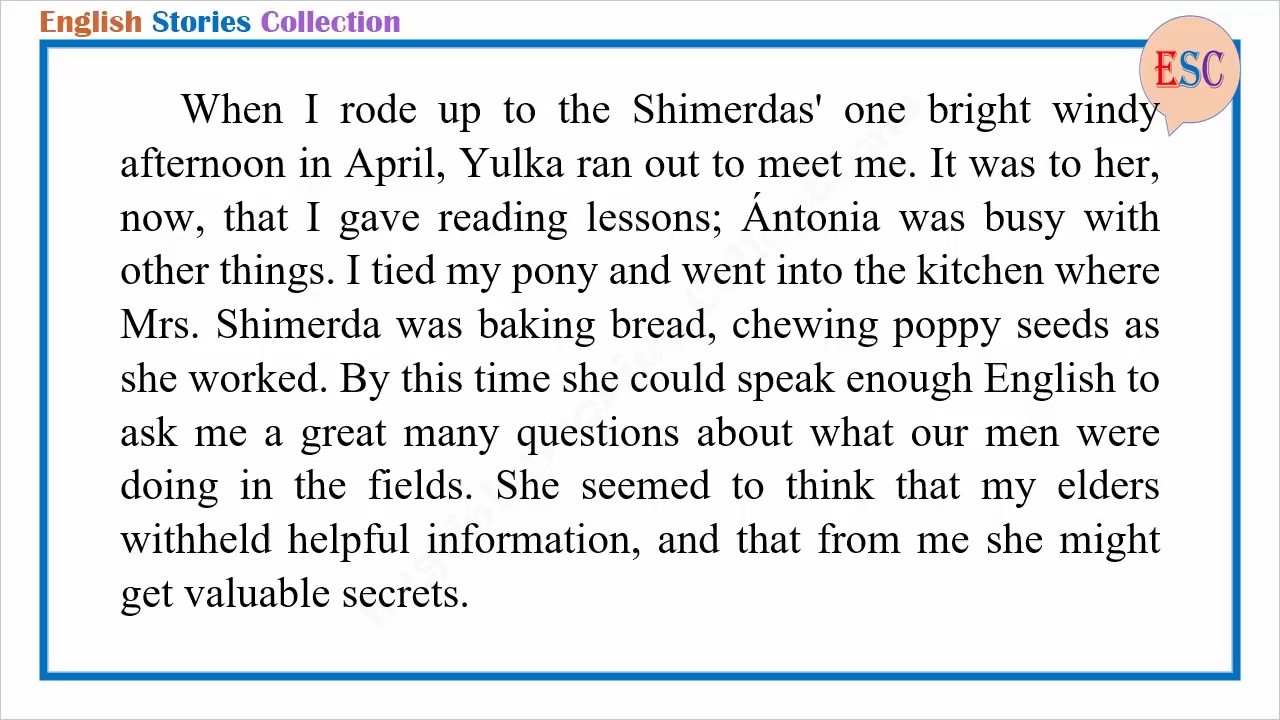 English Stories Collection
ESC
When I rode up to the Shimerdas' one bright windy
afternoon in April, Yulka ran out to meet me. It was to her,
now, that I gave reading lessons; Ántonia was busy with
other things. I tied my pony and went into the kitchen where
Mrs. Shimerda was baking bread, chewing poppy seeds as
she worked. By this time she could speak enough English to
ask me a great many questions about what our men were
doing in the fields. She seemed to think that my elders
withheld helpful information, and that from me she might
get valuable secrets.